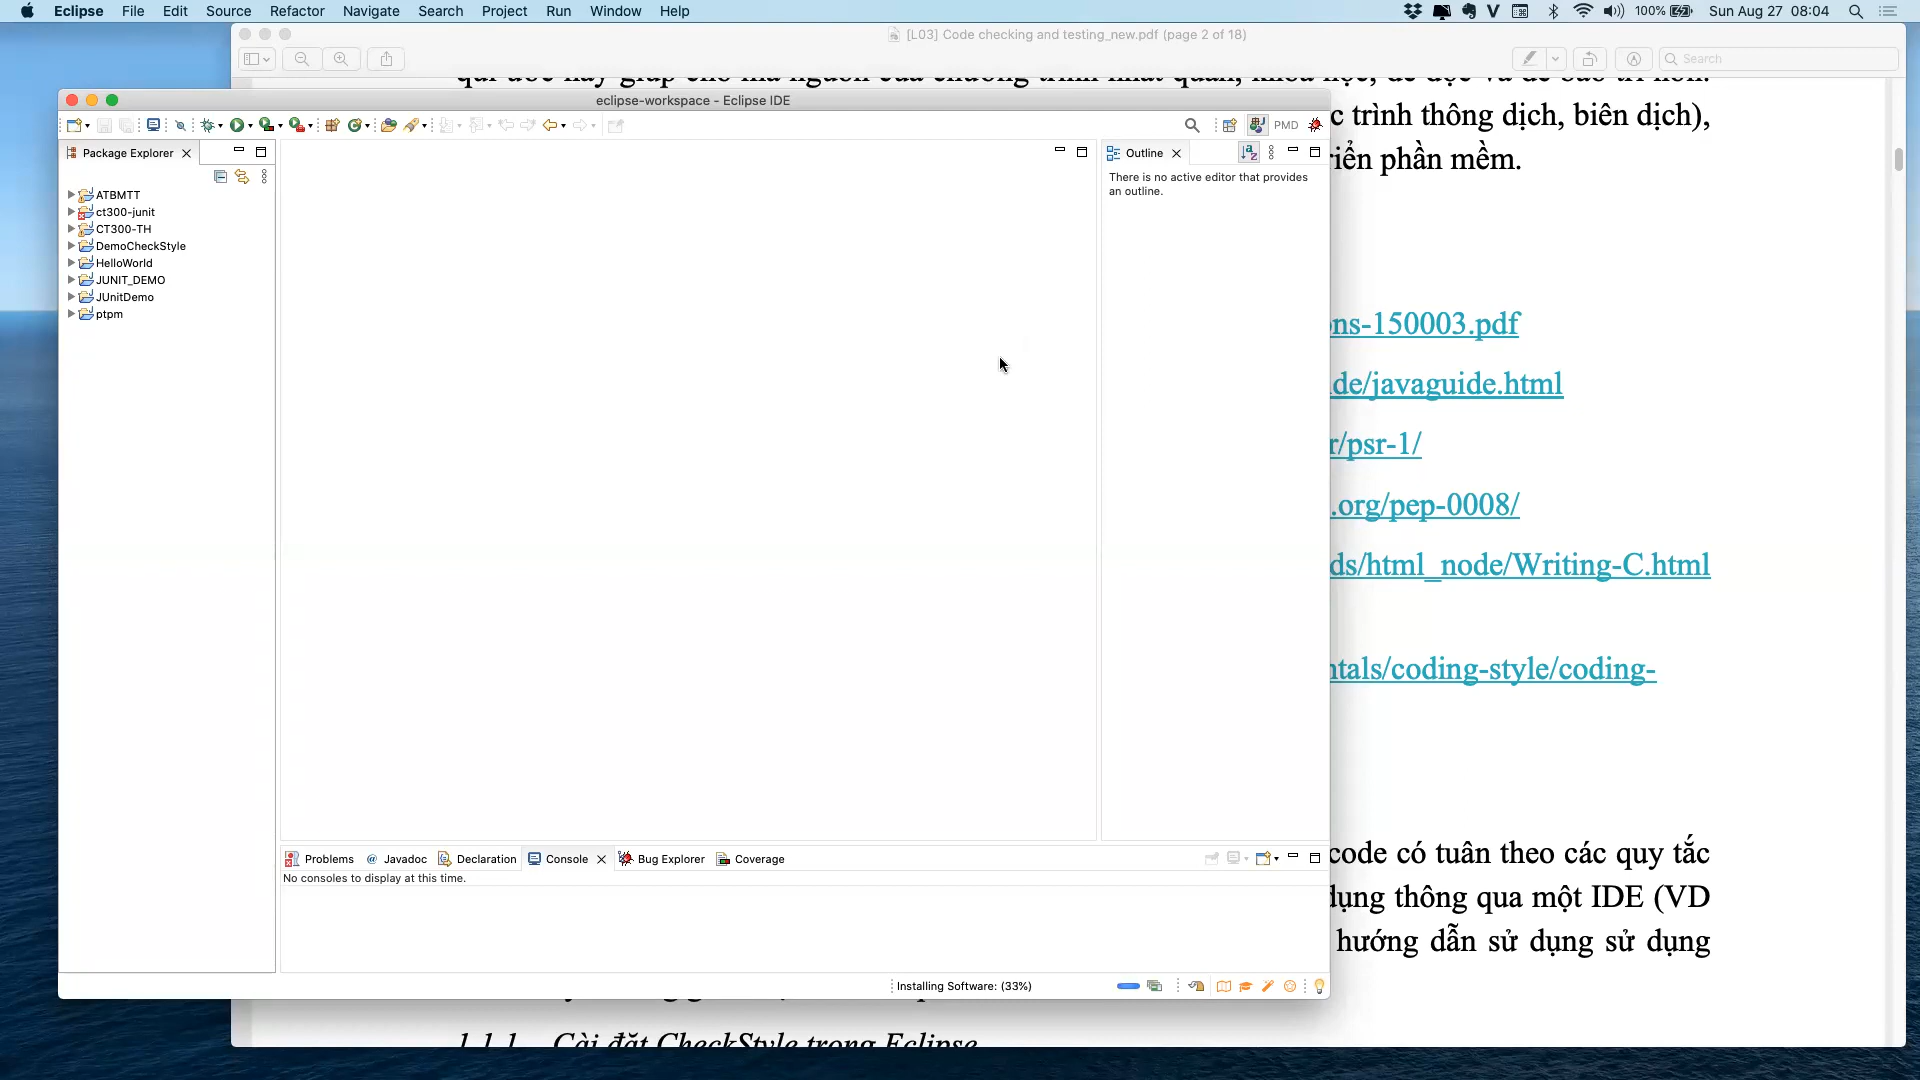 Eclipse File Edit Source Refactor Navigate Search Project Run Window Help
100% Sun Aug 27 08:04
[L03] Code checking and testing_new.pdf (page 2 of 18)
Search
eclipse-workspace - Eclipse IDE
PMD
c trình thông dịch, biên dịch),
riển phần mềm.
Package Explorer
Outline
There is no active editor that provides
an outline.
ATBMTT
ct300-junit
CT300-TH
DemoCheckStyle
HelloWorld
JUNIT_DEMO
JUnitDemo
ptpm
ons-150003.pdf
de/javaguide.html
r/psr-1/
.org/pep-0008/
ds/html_node/Writing-C.html
ntals/coding-style/coding-
code có tuân theo các quy tắc
dụng thông qua một IDE (VD
hướng dẫn sử dụng sử dụng
Problems @ Javadoc Declaration Console Bug Explorer Coverage
No consoles to display at this time.
Installing Software: (33%)
1.1.1 Cài đặt CheckStyle trong Eclipse